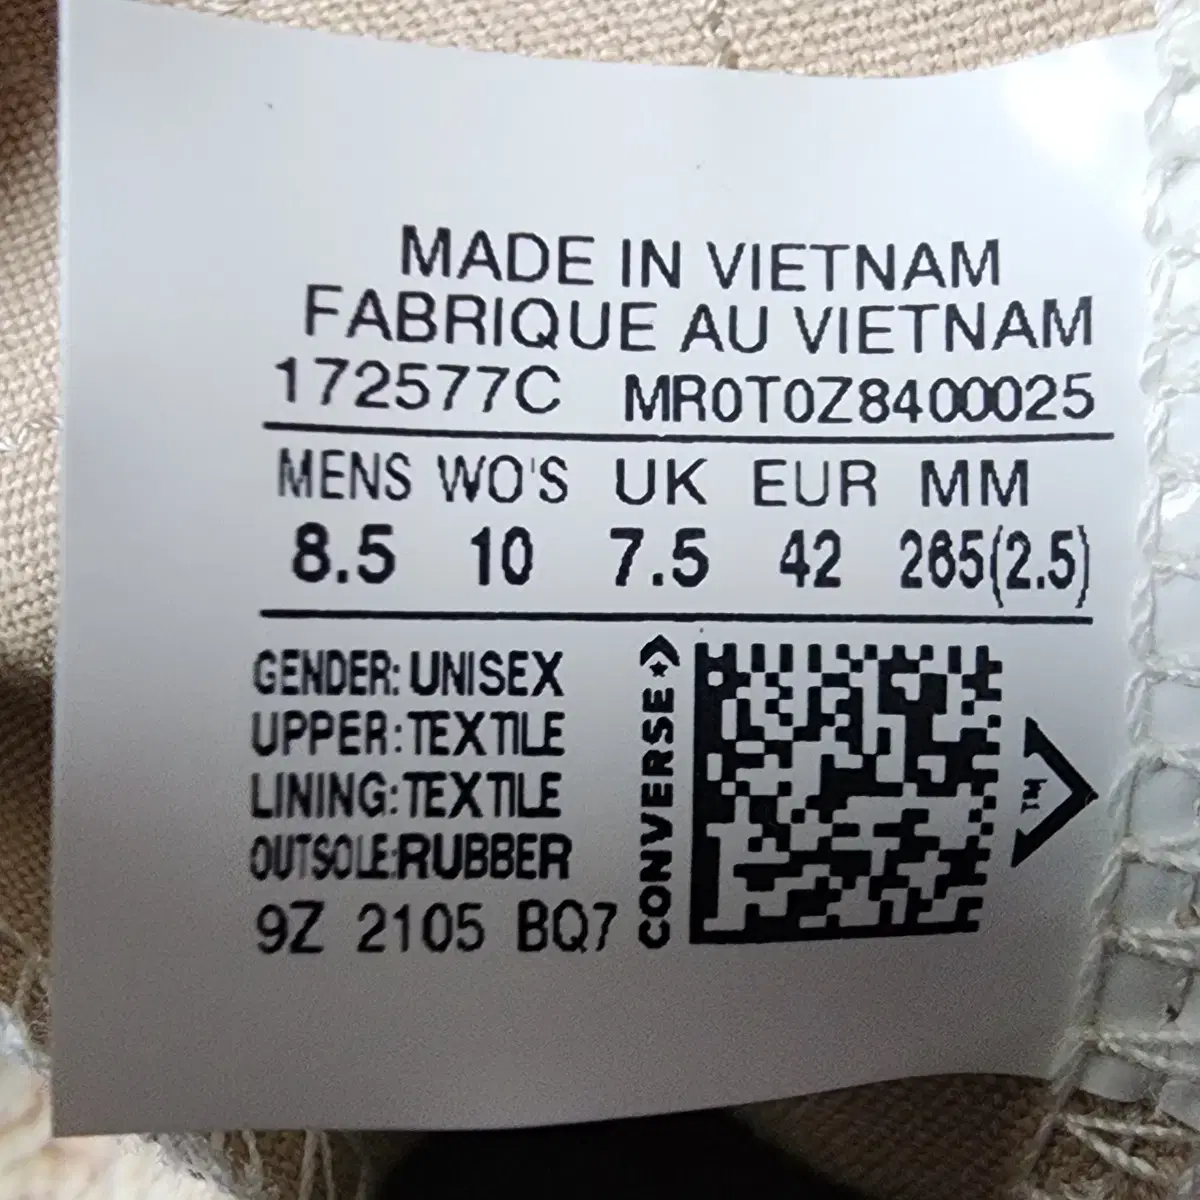 MADE IN VIETNAM
FABRIQUE AU VIETNAM
172577C MR0T0Z8400025
MENS WO'S UK EUR MM
8.5 10 7.5 42 265(2.5)
GENDER: UNISEX
UPPER:TEXTILE
LINING:TEXTILE
OUTSOLE:RUBBER
9Z 2105 BQ7
CONVERSE
TM